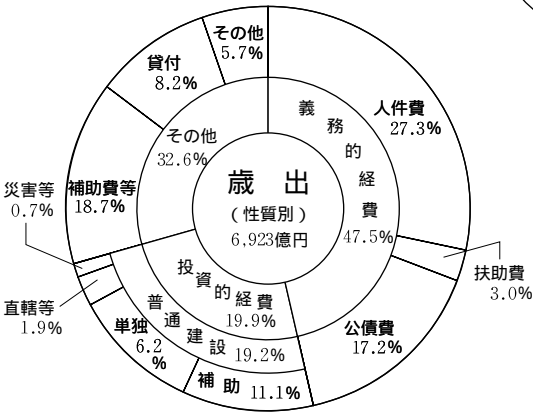 歳出
(性質別)
6,923億円
義務的経費
47.5%
人件費
27.3%
扶助費
3.0%
公債費
17.2%
投資的経費
19.9%
普通建設
19.2%
補助 11.1%
単独
6.2
%
直轄等
1.9%
災害等
0.7%
その他
32.6%
補助費等
18.7%
貸付
8.2%
その他
5.7%